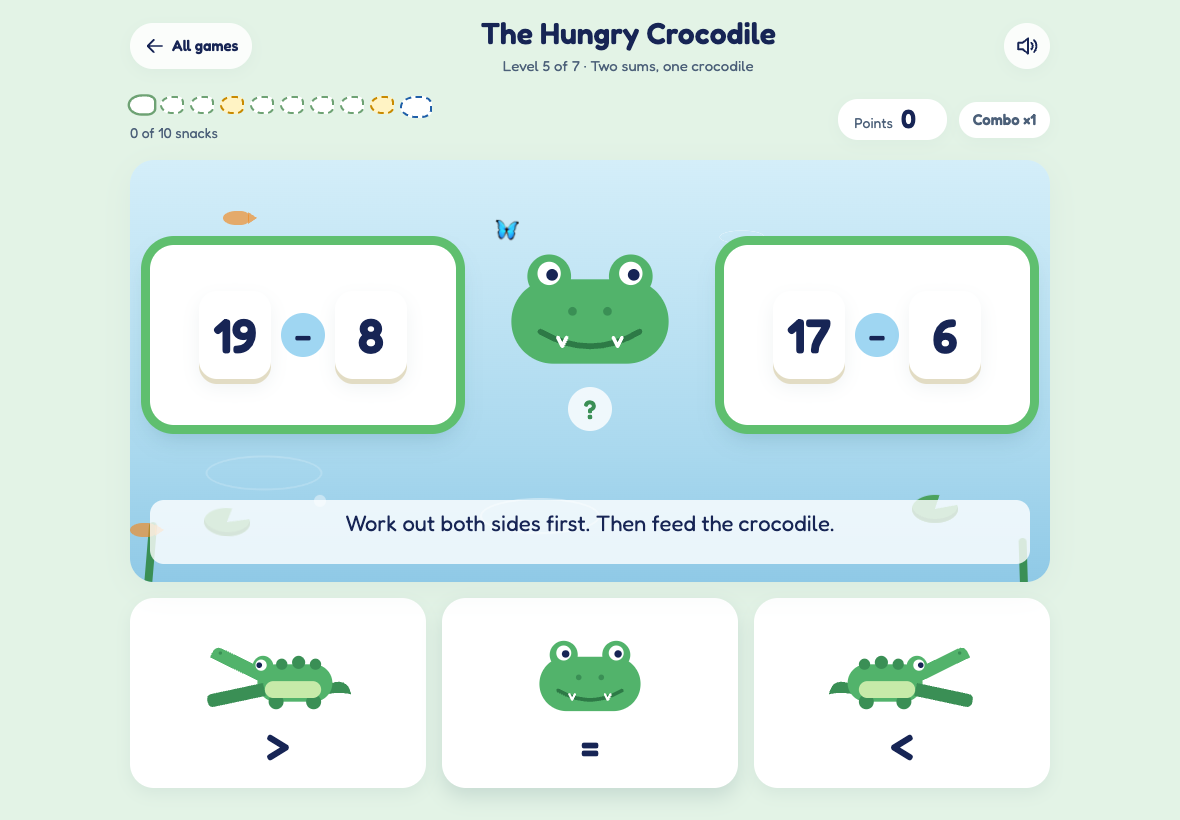 All games
The Hungry Crocodile
Level 5 of 7 · Two sums, one crocodile
0 of 10 snacks
Points 0
Combo ×1
19 - 8
17 - 6
?
Work out both sides first. Then feed the crocodile.
>
=
<